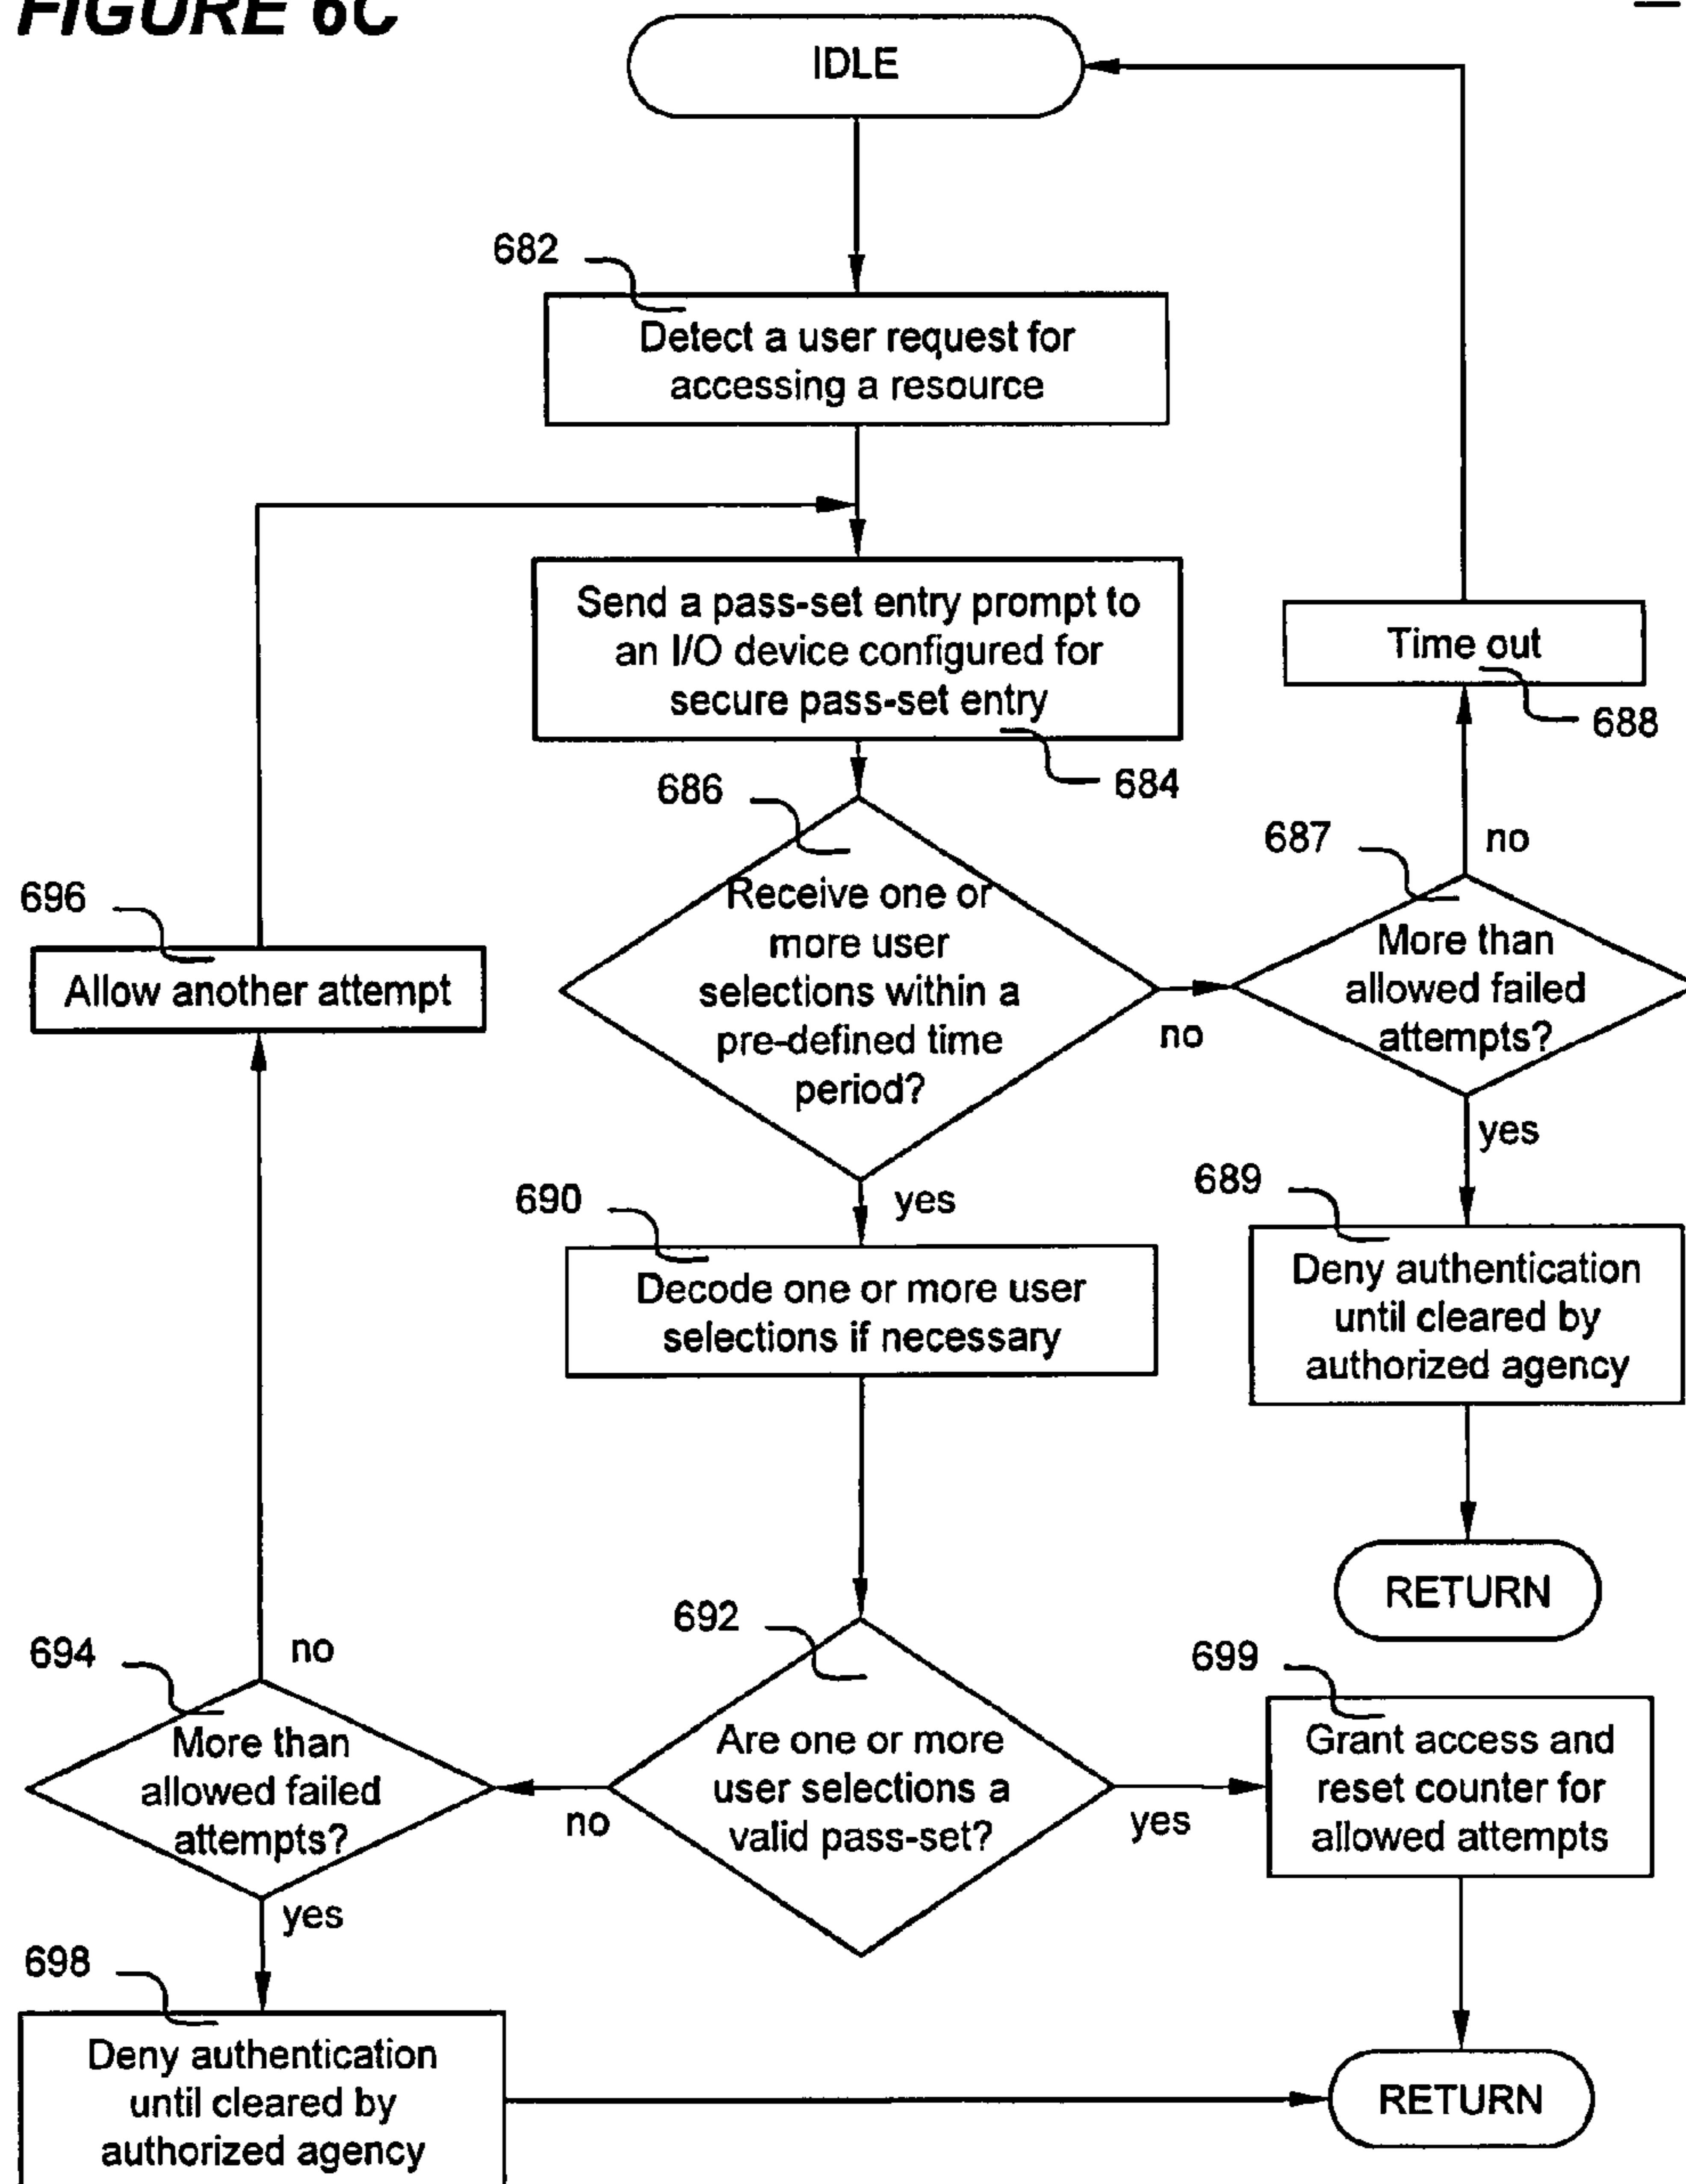 FIGURE 6C
IDLE
682
Detect a user request for
accessing a resource
Send a pass-set entry prompt to
an I/O device configured for
secure pass-set entry
684
Time out
688
686
Receive one or
more user
selections within a
pre-defined time
period?
no
yes
687
no
More than
allowed failed
attempts?
yes
696
Allow another attempt
690
Decode one or more user
selections if necessary
689
Deny authentication
until cleared by
authorized agency
RETURN
692
Are one or more
user selections a
valid pass-set?
no
yes
694
no
More than
allowed failed
attempts?
yes
699
Grant access and
reset counter for
allowed attempts
698
Deny authentication
until cleared by
authorized agency
RETURN